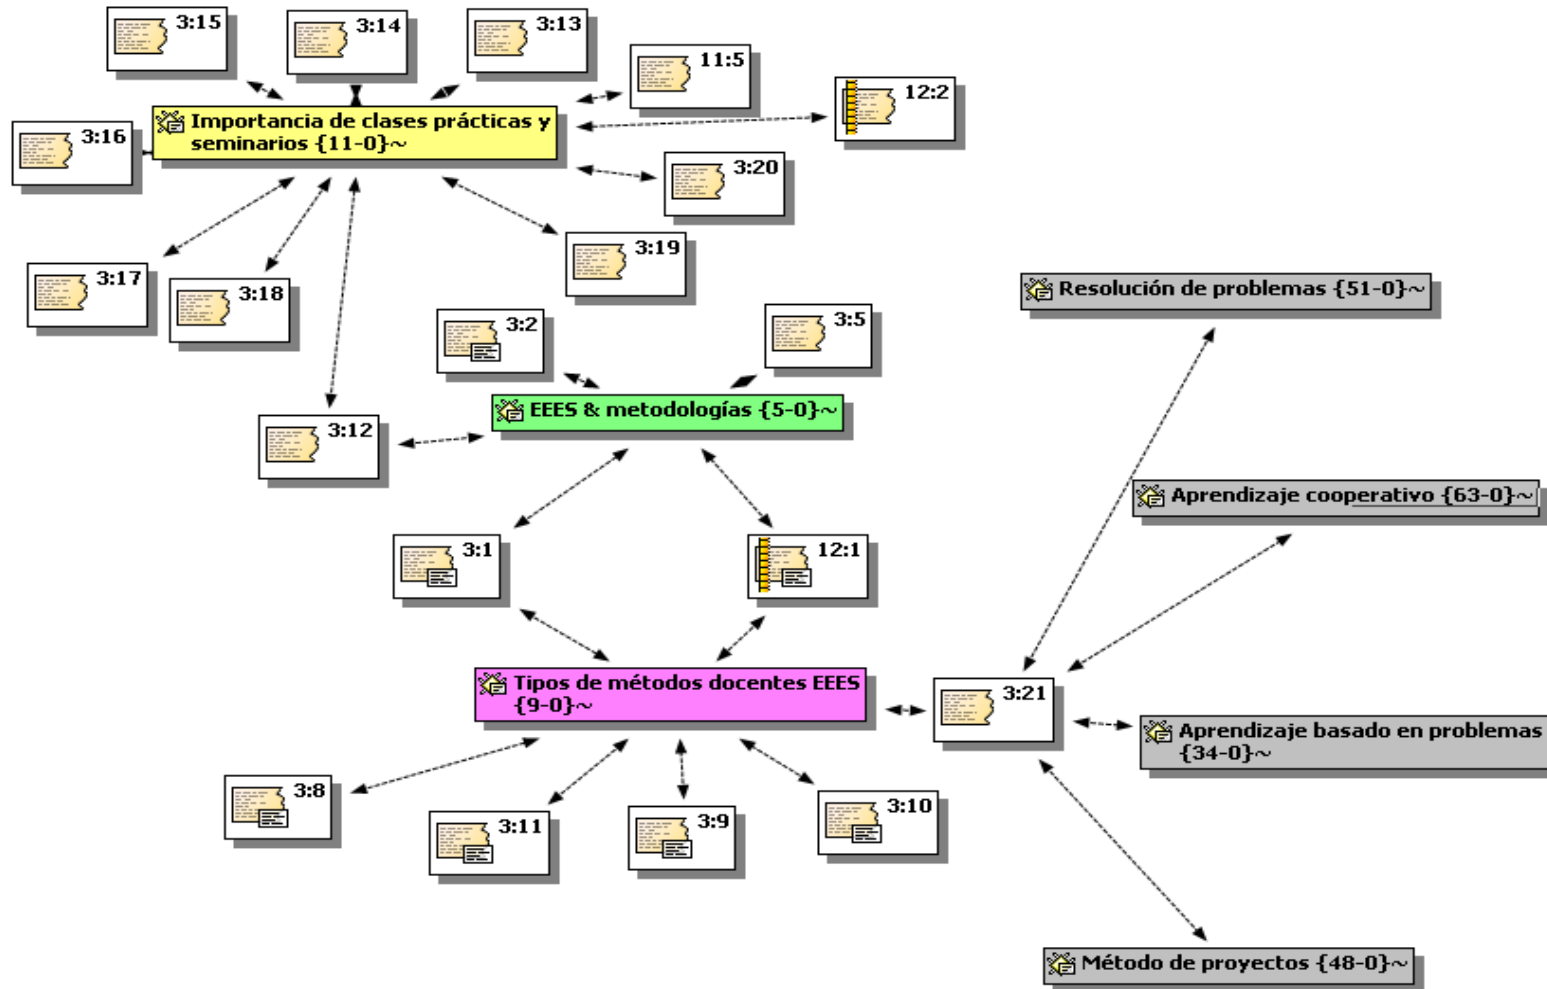 3:15
3:14
3:13
11:5
12:2
Importancia de clases prácticas y
seminarios {11-0}~
3:16
3:20
3:19
3:17
3:18
Resolución de problemas {51-0}~
3:2
3:5
EEES & metodologías {5-0}~
3:12
Aprendizaje cooperativo {63-0}~
3:1
12:1
Tipos de métodos docentes EEES
{9-0}~
3:21
Aprendizaje basado en problemas
{34-0}~
3:8
3:11
3:9
3:10
Método de proyectos {48-0}~